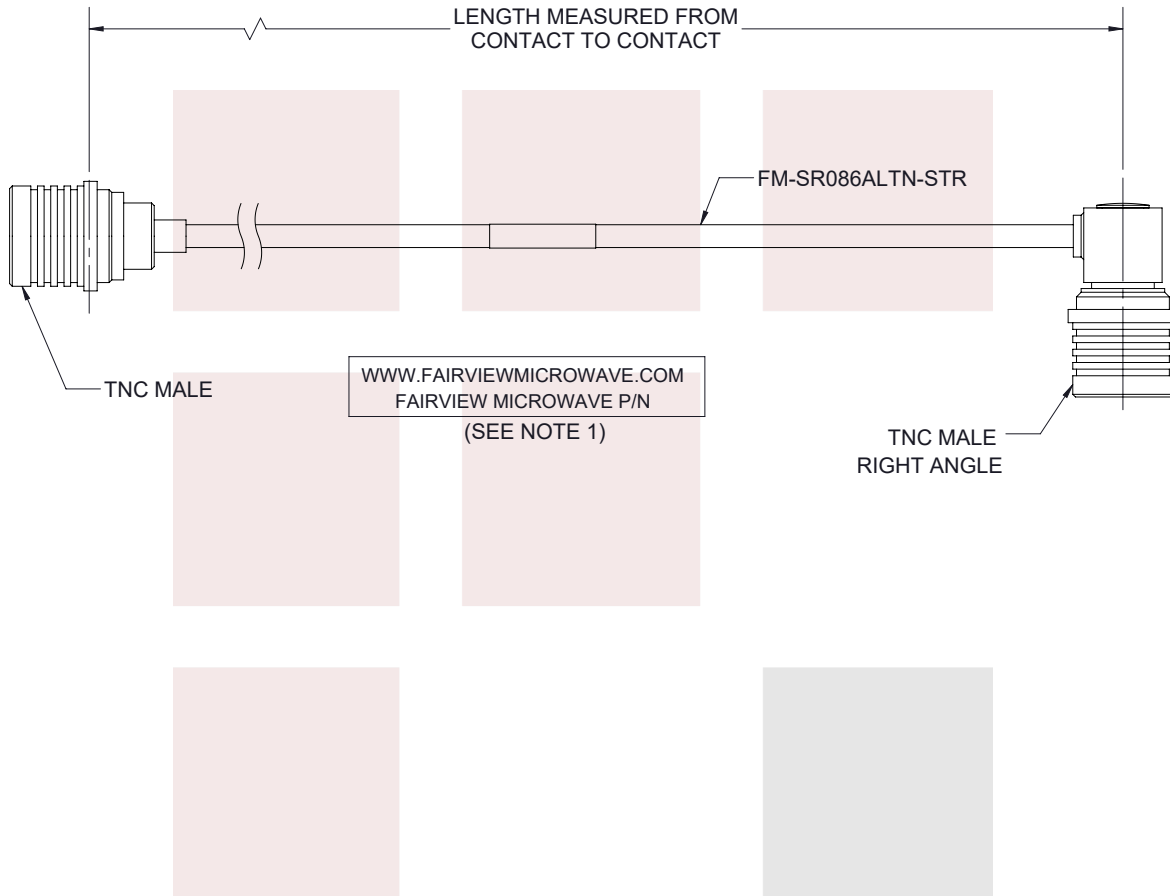 LENGTH MEASURED FROM
CONTACT TO CONTACT
FM-SR086ALTN-STR
TNC MALE
WWW.FAIRVIEWMICROWAVE.COM
FAIRVIEW MICROWAVE P/N
(SEE NOTE 1)
TNC MALE
RIGHT ANGLE